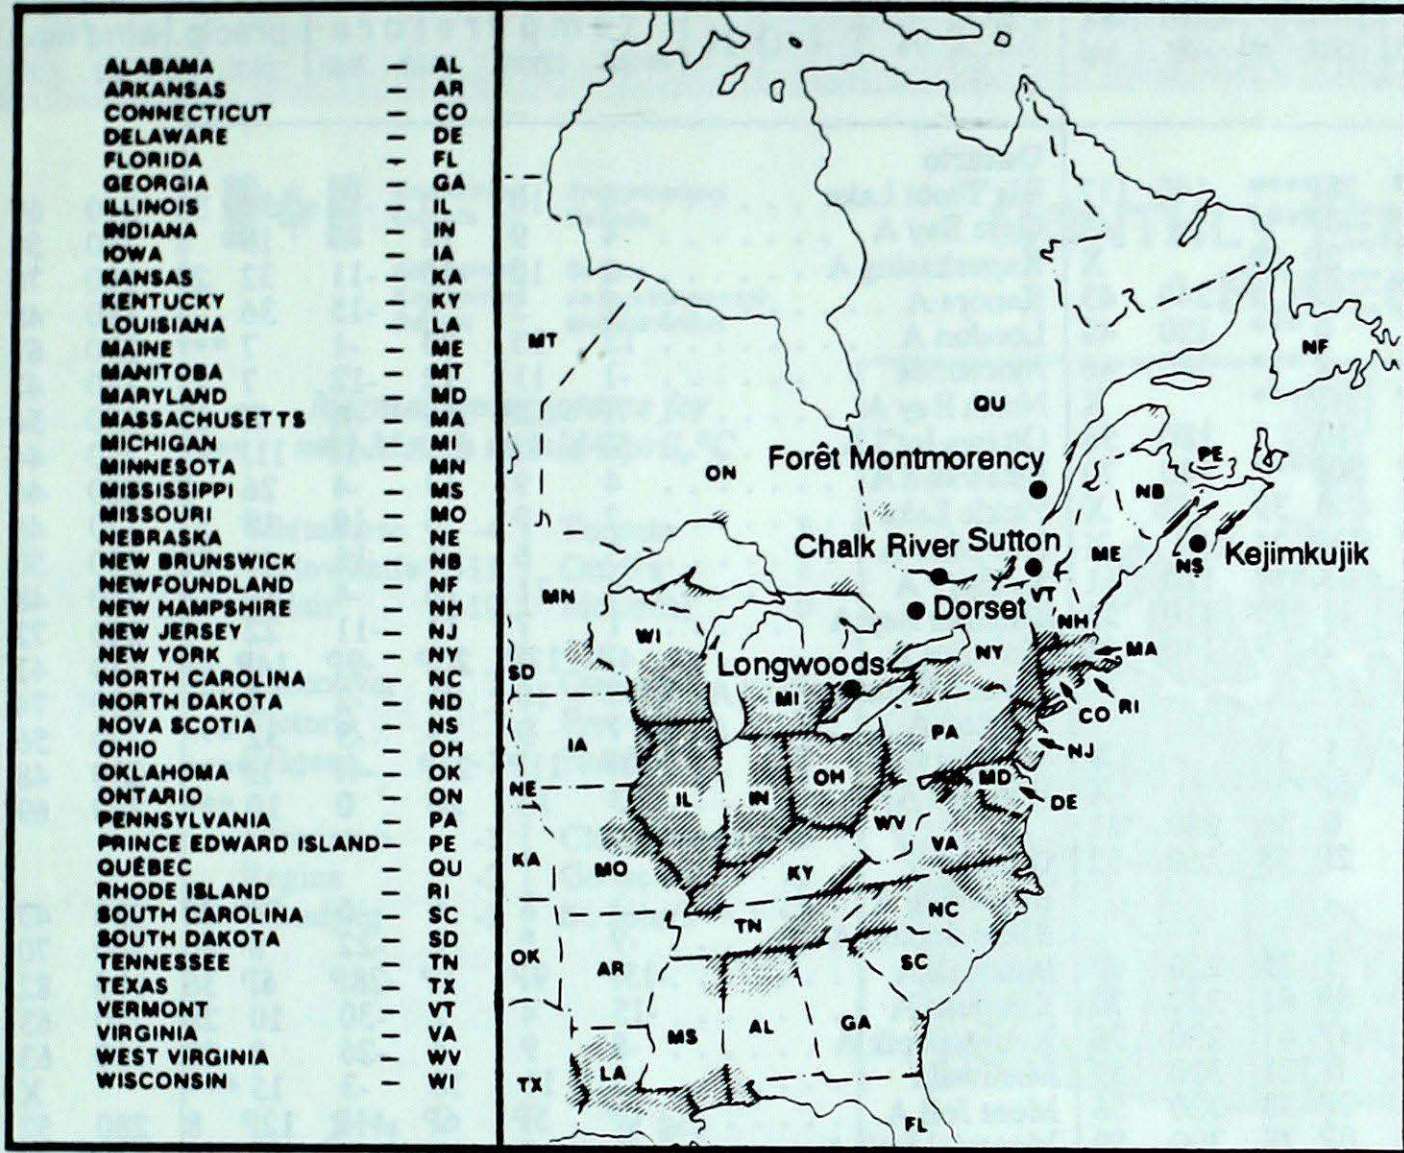 ALABAMA — AL
ARKANSAS — AR
CONNECTICUT — CO
DELAWARE — DE
FLORIDA — FL
GEORGIA — GA
ILLINOIS — IL
INDIANA — IN
IOWA — IA
KANSAS — KA
KENTUCKY — KY
LOUISIANA — LA
MAINE — ME
MANITOBA — MT
MARYLAND — MD
MASSACHUSETTS — MA
MICHIGAN — MI
MINNESOTA — MN
MISSISSIPPI — MS
MISSOURI — MO
NEBRASKA — NE
NEW BRUNSWICK — NB
NEWFOUNDLAND — NF
NEW HAMPSHIRE — NH
NEW JERSEY — NJ
NEW YORK — NY
NORTH CAROLINA — NC
NORTH DAKOTA — ND
NOVA SCOTIA — NS
OHIO — OH
OKLAHOMA — OK
ONTARIO — ON
PENNSYLVANIA — PA
PRINCE EDWARD ISLAND — PE
QUÉBEC — QU
RHODE ISLAND — RI
SOUTH CAROLINA — SC
SOUTH DAKOTA — SD
TENNESSEE — TN
TEXAS — TX
VERMONT — VT
VIRGINIA — VA
WEST VIRGINIA — WV
WISCONSIN — WI
MT
NF
QU
ON
Forêt Montmorency
PE
NB
Chalk River
Sutton
ME
NS
Kejimkujik
MN
VT
Dorset
NH
WI
NY
MA
SD
Longwoods
MI
CO
RI
IA
PA
NJ
NE
IL
IN
OH
MD
DE
WV
VA
KA
MO
KY
TN
NC
OK
AR
SC
MS
AL
GA
TX
LA
FL